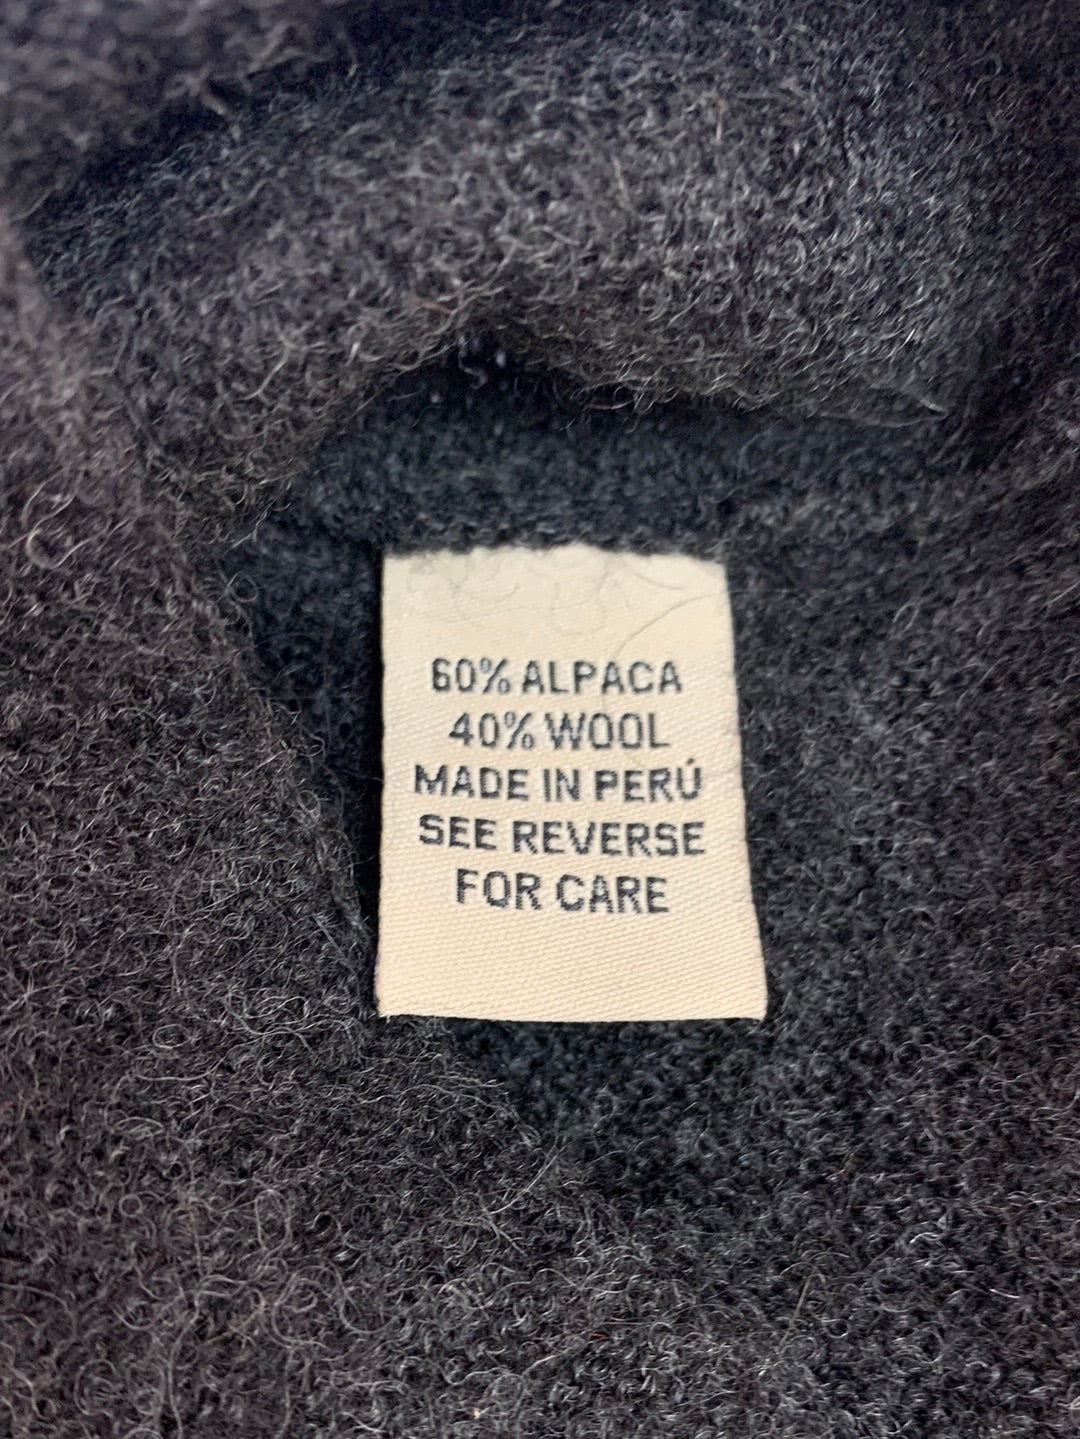 60% ALPACA
40% WOOL
MADE IN PERÚ
SEE REVERSE
FOR CARE